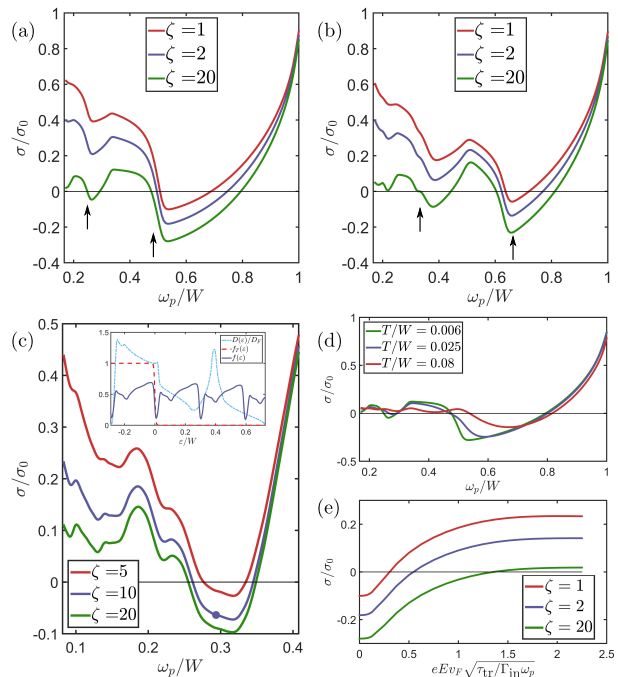 (a)
1
0.8
0.6
0.4
0.2
0
-0.2
-0.4
σ/σ0
ζ =1
ζ =2
ζ =20
0.2 0.4 0.6 0.8 1
ωp/W
(b)
1
0.8
0.6
0.4
0.2
0
-0.2
-0.4
σ/σ0
ζ =1
ζ =2
ζ =20
0.2 0.4 0.6 0.8 1
ωp/W
(c)
0.5
0.4
0.3
0.2
0.1
0
-0.1
σ/σ0
1.5
1
0.5
0
D(ε)/DF
fT(ε)
f(ε)
-0.2 0 0.2 0.4 0.6
ε/W
ζ =5
ζ =10
ζ =20
0.1 0.2 0.3 0.4
ωp/W
(d)
1
0
-0.5
σ/σ0
T/W = 0.006
T/W = 0.025
T/W = 0.08
0.2 0.4 0.6 0.8 1
ωp/W
(e)
0.2
0
-0.2
σ/σ0
ζ = 1
ζ = 2
ζ = 20
0 0.5 1 1.5 2 2.5
eEvF√τtr/Γinωp